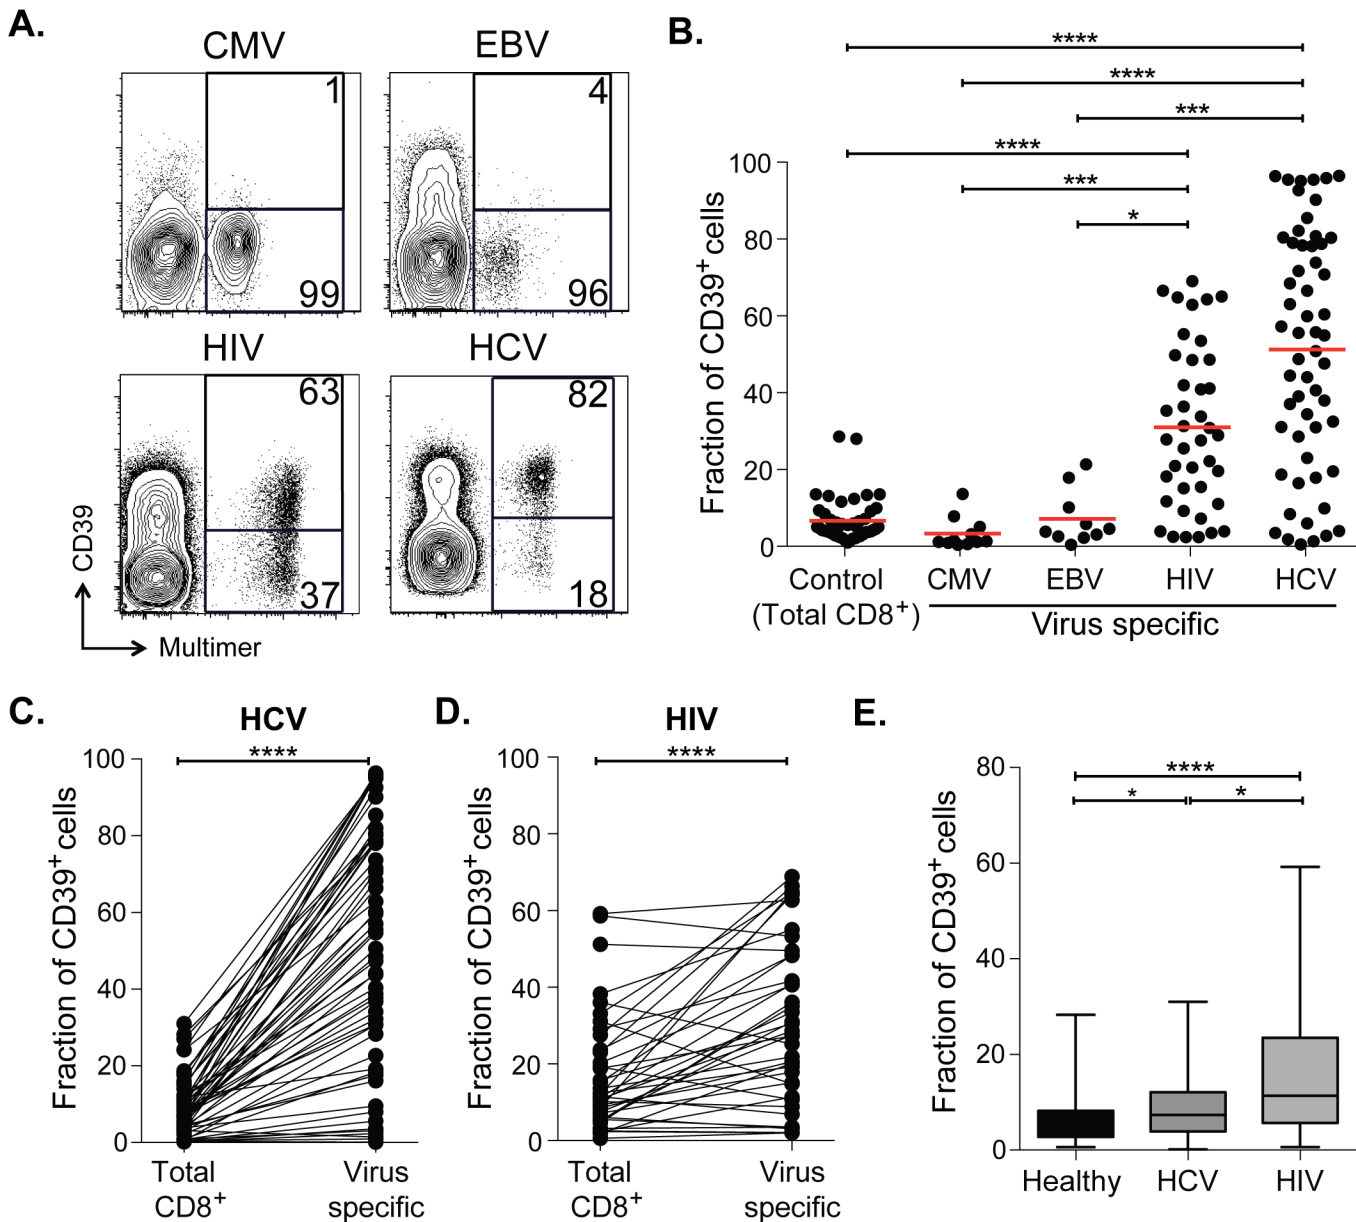 A.
CMV
EBV
1
99
4
96
HIV
HCV
63
37
82
18
CD39
Multimer
B.
****
****
***
****
***
*
Fraction of CD39⁺ cells
100
80
60
40
20
0
Control
(Total CD8⁺)
CMV
EBV
HIV
HCV
Virus specific
C.
HCV
****
Fraction of CD39⁺ cells
100
80
60
40
20
0
Total
CD8⁺
Virus
specific
D.
HIV
****
Fraction of CD39⁺ cells
100
80
60
40
20
0
Total
CD8⁺
Virus
specific
E.
****
*
*
Fraction of CD39⁺ cells
80
60
40
20
0
Healthy
HCV
HIV